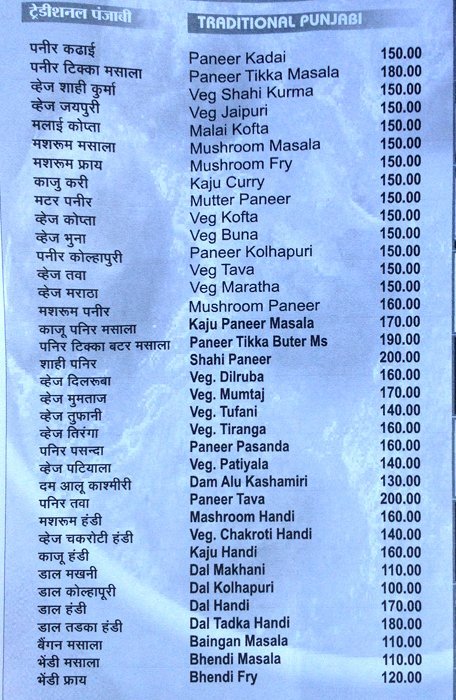 ट्रेडीशनल पंजाबी TRADITIONAL PUNJABI
पनीर कढाई Paneer Kadai 150.00
पनीर टिक्का मसाला Paneer Tikka Masala 180.00
व्हेज शाही कुर्मा Veg Shahi Kurma 150.00
व्हेज जयपुरी Veg Jaipuri 150.00
मलाई कोप्ता Malai Kofta 150.00
मशरूम मसाला Mushroom Masala 150.00
मशरूम फ्राय Mushroom Fry 150.00
काजु करी Kaju Curry 150.00
मटर पनीर Mutter Paneer 150.00
व्हेज कोप्ता Veg Kofta 150.00
व्हेज भुना Veg Buna 150.00
पनीर कोल्हापुरी Paneer Kolhapuri 150.00
व्हेज तवा Veg Tava 150.00
व्हेज मराठा Veg Maratha 150.00
मशरूम पनीर Mushroom Paneer 160.00
काजू पनिर मसाला Kaju Paneer Masala 170.00
पनिर टिक्का बटर मसाला Paneer Tikka Buter Ms 190.00
शाही पनिर Shahi Paneer 200.00
व्हेज दिलरूबा Veg. Dilruba 160.00
व्हेज मुमताज Veg. Mumtaj 170.00
व्हेज तुफानी Veg. Tufani 140.00
व्हेज तिरंगा Veg. Tiranga 160.00
पनिर पसन्दा Paneer Pasanda 160.00
व्हेज पटियाला Veg. Patiyala 140.00
दम आलू काश्मीरी Dam Alu Kashamiri 130.00
पनिर तवा Paneer Tava 200.00
मशरूम हंडी Mashroom Handi 160.00
व्हेज चकरोटी हंडी Veg. Chakroti Handi 140.00
काजू हंडी Kaju Handi 160.00
डाल मखनी Dal Makhani 110.00
डाल कोल्हापूरी Dal Kolhapuri 100.00
डाल हंडी Dal Handi 170.00
डाल तडका हंडी Dal Tadka Handi 180.00
बैंगन मसाला Baingan Masala 110.00
भेंडी मसाला Bhendi Masala 110.00
भेंडी फ्राय Bhendi Fry 120.00